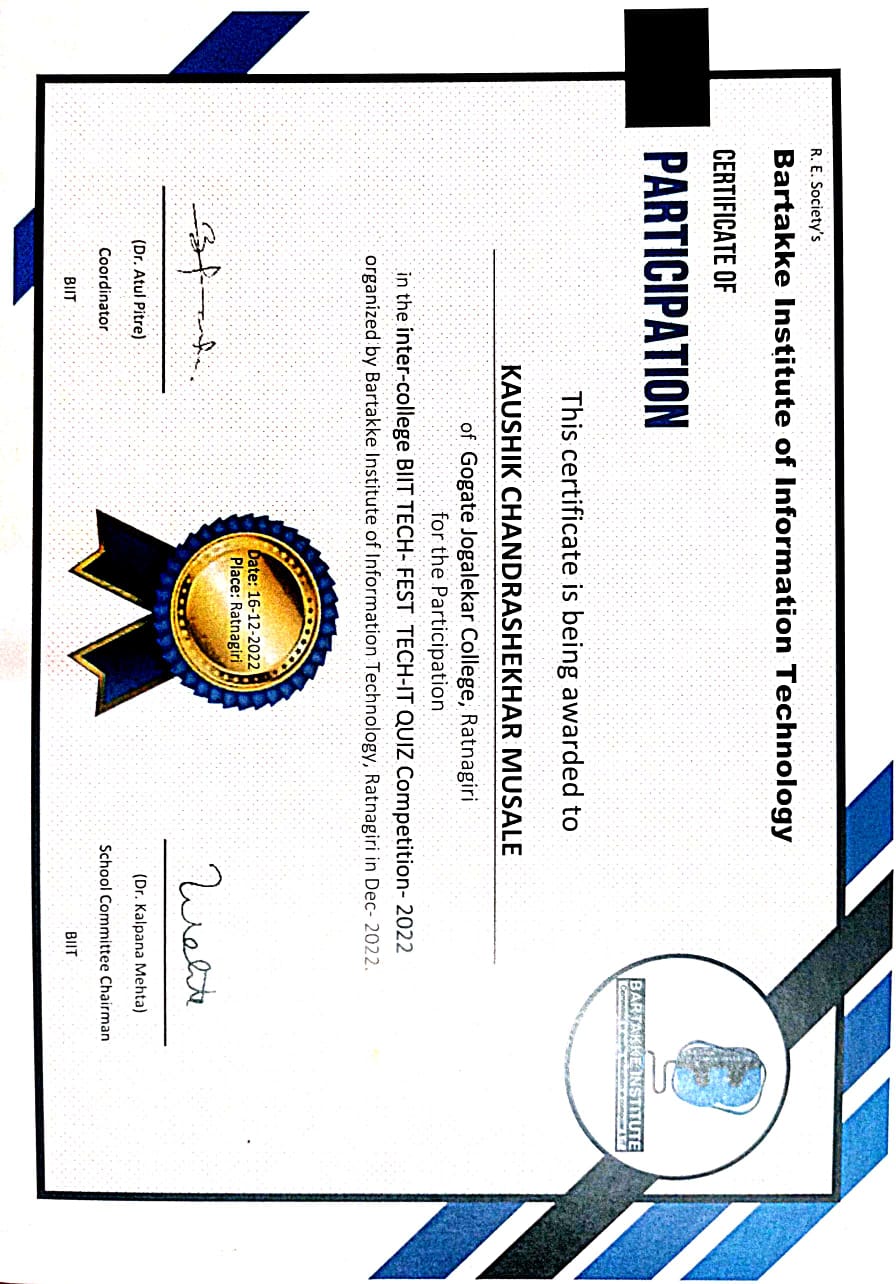 R. E. Society's
Bartakke Institute of Information Technology
CERTIFICATE OF
PARTICIPATION
BARTAKKE INSTITUTE
Committed to quality education in computer & IT
This certificate is being awarded to
KAUSHIK CHANDRASHEKHAR MUSALE
of Gogate Jogalekar College, Ratnagiri
for the Participation
in the inter-college BIIT TECH- FEST TECH-IT QUIZ Competition- 2022
organized by Bartakke Institute of Information Technology, Ratnagiri in Dec- 2022.
Date: 16-12-2022
Place: Ratnagiri
(Dr. Atul Pitre)
Coordinator
BIIT
(Dr. Kalpana Mehta)
School Committee Chairman
BIIT